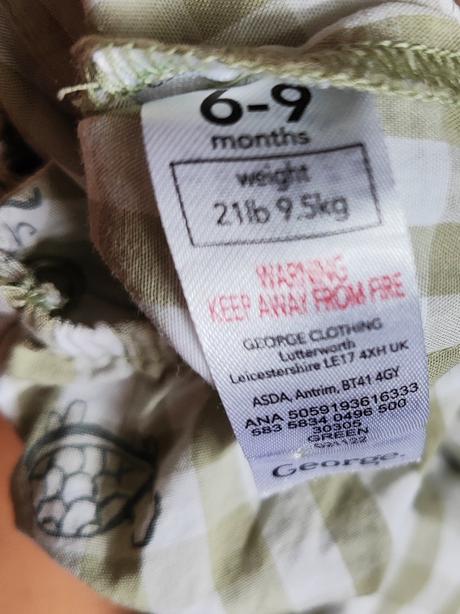 6-9
months
weight
21lb 9.5kg
WARNING
KEEP AWAY FROM FIRE
GEORGE CLOTHING
Lutterworth
Leicestershire LE17 4XH UK
ASDA, Antrim, BT41 4GY
ANA 5059193616333
583 5834 0496 500
30305
GREEN
George.